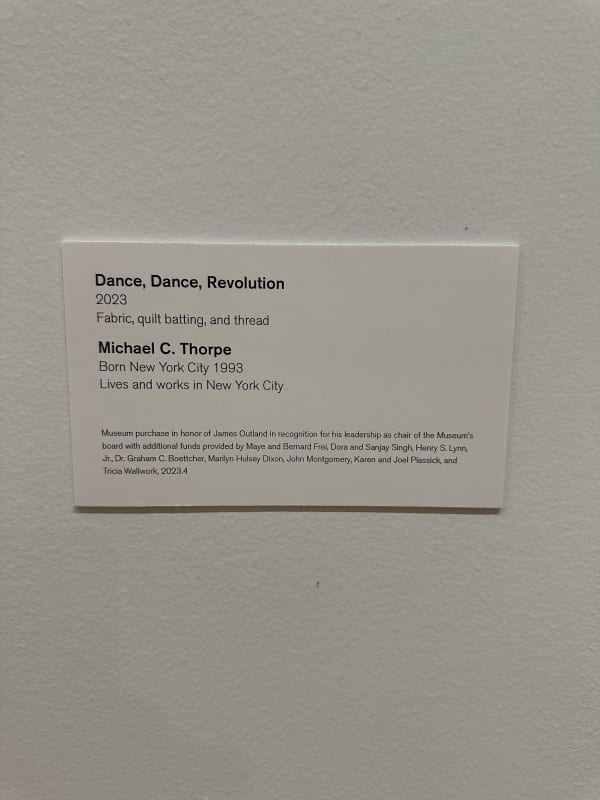 Dance, Dance, Revolution
2023
Fabric, quilt batting, and thread
Michael C. Thorpe
Born New York City 1993
Lives and works in New York City
Museum purchase in honor of James Outland in recognition for his leadership as chair of the Museum's
board with additional funds provided by Maye and Bernard Frei, Dora and Sanjay Singh, Henry S. Lynn,
Jr., Dr. Graham C. Boettcher, Marilyn Hulsey Dixon, John Montgomery, Karen and Joel Piassick, and
Tricia Wallwork, 2023.4